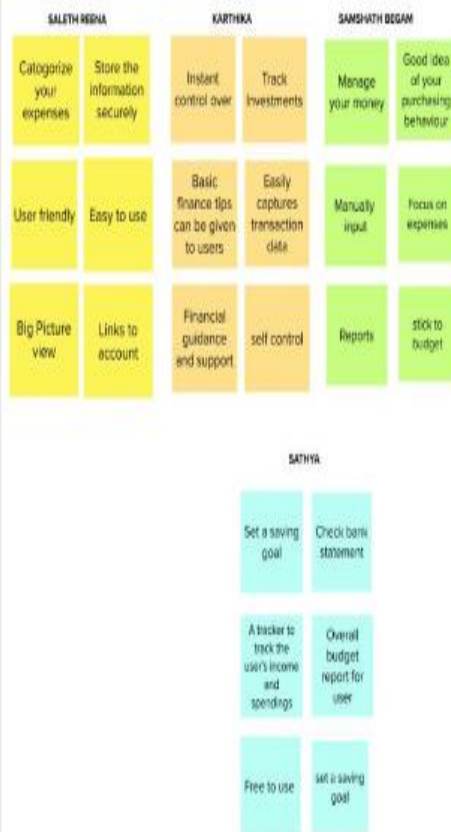 SALETH REENA
Catogorize
your
expenses
Store the
information
securely
User friendly
Easy to use
Big Picture
view
Links to
account
KARTHIKA
Instant
control over
Track
Investments
Basic
finance tips
can be given
to users
Easily
captures
transaction
data
Financial
guidance
and support
self control
SAMSHATH BEGAM
Manage
your money
Good idea
of your
purchasing
behaviour
Manually
input
Focus on
expenses
Reports
stick to
budget
SATHYA
Set a saving
goal
Check bank
statement
A tracker to
track the
user's income
and
spendings
Overall
budget
report for
user
Free to use
set a saving
goal